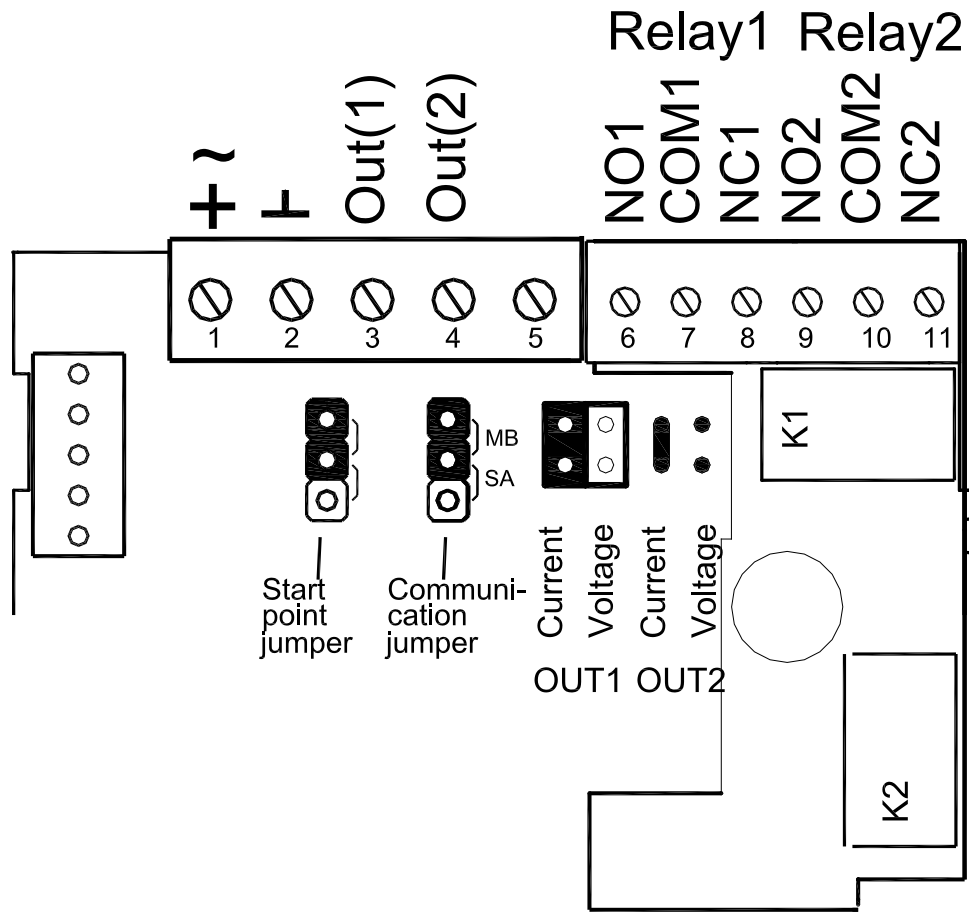 Relay1 Relay2
+ ~
⊥
Out(1)
Out(2)
NO1
COM1
NC1
NO2
COM2
NC2
1 2 3 4 5 6 7 8 9 10 11
MB
SA
K1
Start
point
jumper
Communi-
cation
jumper
Current
Voltage
Current
Voltage
OUT1 OUT2
K2